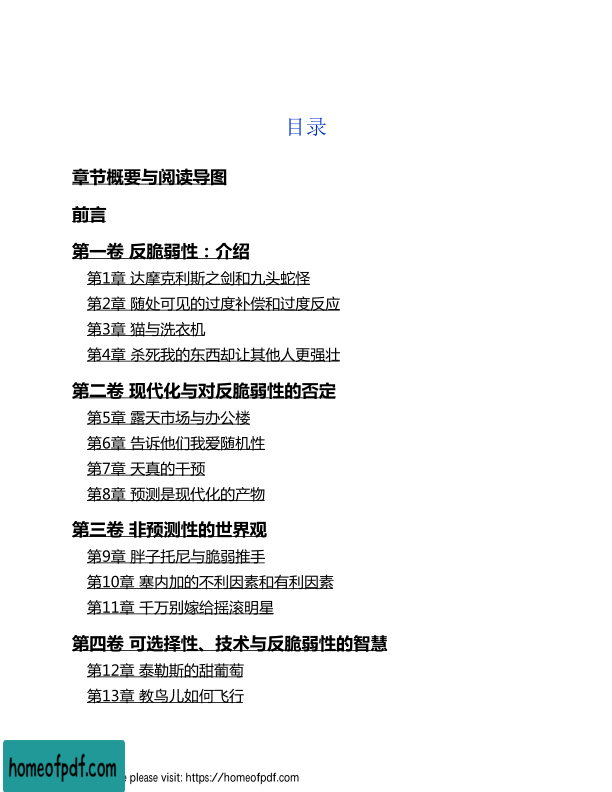 目录
章节概要与阅读导图
前言
第一卷 反脆弱性：介绍
第1章 达摩克利斯之剑和九头蛇怪
第2章 随处可见的过度补偿和过度反应
第3章 猫与洗衣机
第4章 杀死我的东西却让其他人更强壮
第二卷 现代化与对反脆弱性的否定
第5章 露天市场与办公楼
第6章 告诉他们我爱随机性
第7章 天真的干预
第8章 预测是现代化的产物
第三卷 非预测性的世界观
第9章 胖子托尼与脆弱推手
第10章 塞内加的不利因素和有利因素
第11章 千万别嫁给摇滚明星
第四卷 可选择性、技术与反脆弱性的智慧
第12章 泰勒斯的甜葡萄
第13章 教鸟儿如何飞行
homeofpdf.com
please visit: https://homeofpdf.com